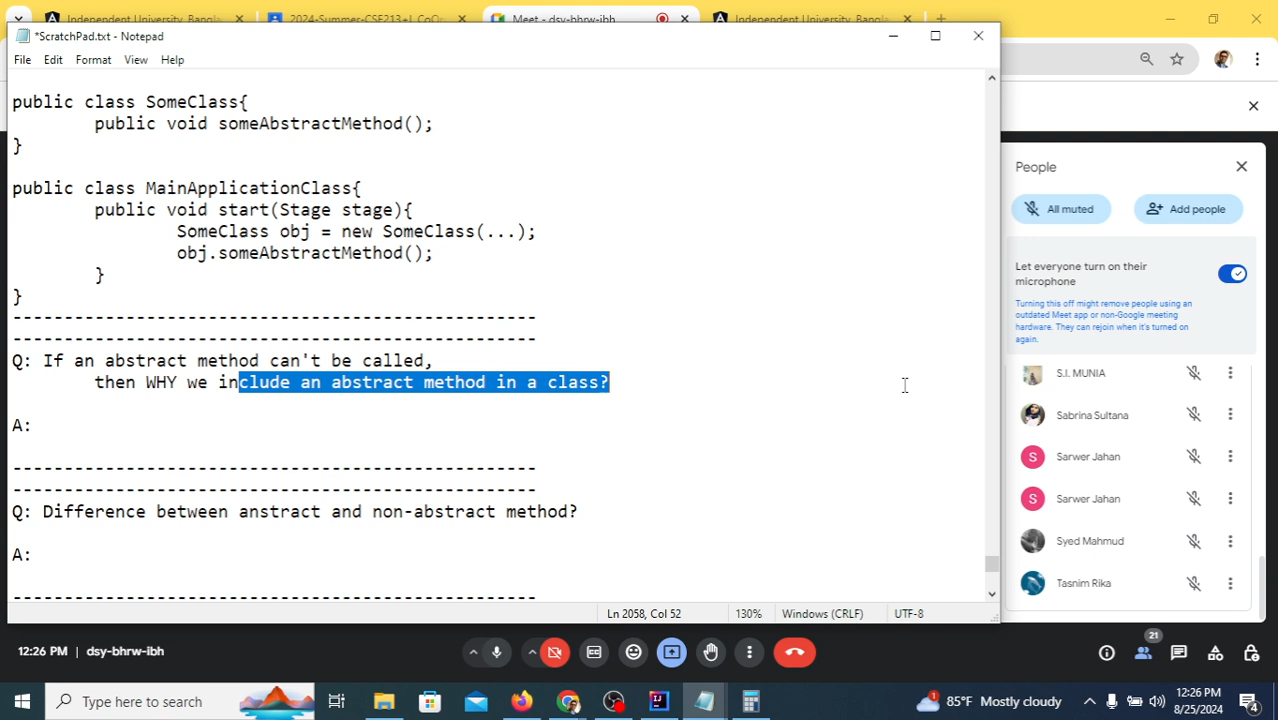 Independent University, Bangla
2024-Summer-CSE213+L CoOr
Meet - dsy-bhrw-ibh
Independent University, Bangla
*ScratchPad.txt - Notepad
File Edit Format View Help
public class SomeClass{
public void someAbstractMethod();
}
public class MainApplicationClass{
public void start(Stage stage){
SomeClass obj = new SomeClass(...);
obj.someAbstractMethod();
}
}
---------------------------------------------------
---------------------------------------------------
Q: If an abstract method can't be called,
then WHY we include an abstract method in a class?
A:
---------------------------------------------------
---------------------------------------------------
Q: Difference between anstract and non-abstract method?
A:
---------------------------------------------------
Ln 2058, Col 52
130%
Windows (CRLF)
UTF-8
People
All muted
Add people
Let everyone turn on their
microphone
Turning this off might remove people using an
outdated Meet app or non-Google meeting
hardware. They can rejoin when it's turned on
again.
S.I. MUNIA
Sabrina Sultana
S Sarwer Jahan
S Sarwer Jahan
Syed Mahmud
Tasnim Rika
12:26 PM | dsy-bhrw-ibh
21
Type here to search
1
85°F Mostly cloudy
12:26 PM
8/25/2024
4